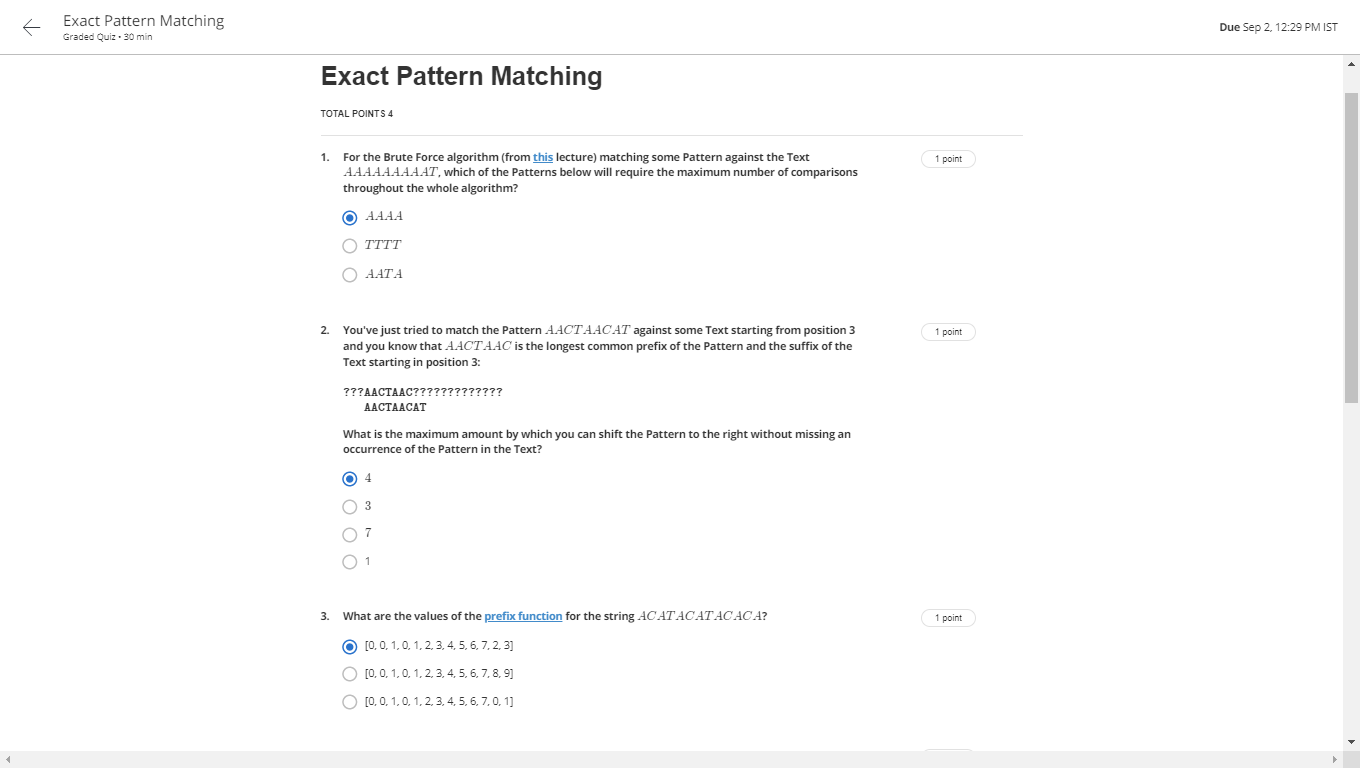 Exact Pattern Matching
Graded Quiz • 30 min
Due Sep 2, 12:29 PM IST
Exact Pattern Matching
TOTAL POINTS 4
1. For the Brute Force algorithm (from this lecture) matching some Pattern against the Text
AAAAAAAAAT, which of the Patterns below will require the maximum number of comparisons
throughout the whole algorithm?
1 point
AAAA
TTTT
AATA
2. You've just tried to match the Pattern AACTAACAT against some Text starting from position 3
and you know that AACTAAC is the longest common prefix of the Pattern and the suffix of the
Text starting in position 3:
1 point
???AACTAAC?????????????
AACTAACAT
What is the maximum amount by which you can shift the Pattern to the right without missing an
occurrence of the Pattern in the Text?
4
3
7
1
3. What are the values of the prefix function for the string ACATACATACACA?
1 point
[0, 0, 1, 0, 1, 2, 3, 4, 5, 6, 7, 2, 3]
[0, 0, 1, 0, 1, 2, 3, 4, 5, 6, 7, 8, 9]
[0, 0, 1, 0, 1, 2, 3, 4, 5, 6, 7, 0, 1]